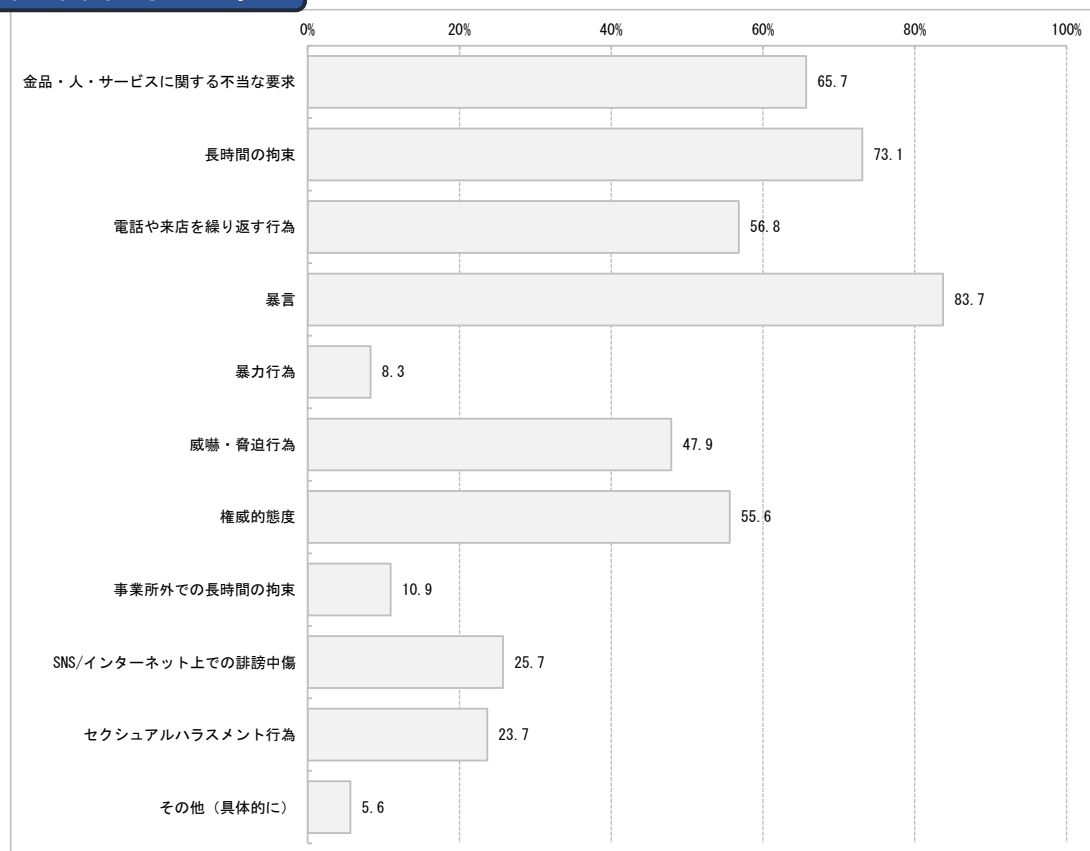 0% 20% 40% 60% 80% 100%
金品・人・サービスに関する不当な要求 65.7
長時間の拘束 73.1
電話や来店を繰り返す行為 56.8
暴言 83.7
暴力行為 8.3
威嚇・脅迫行為 47.9
権威的態度 55.6
事業所外での長時間の拘束 10.9
SNS/インターネット上での誹謗中傷 25.7
セクシュアルハラスメント行為 23.7
その他（具体的に） 5.6